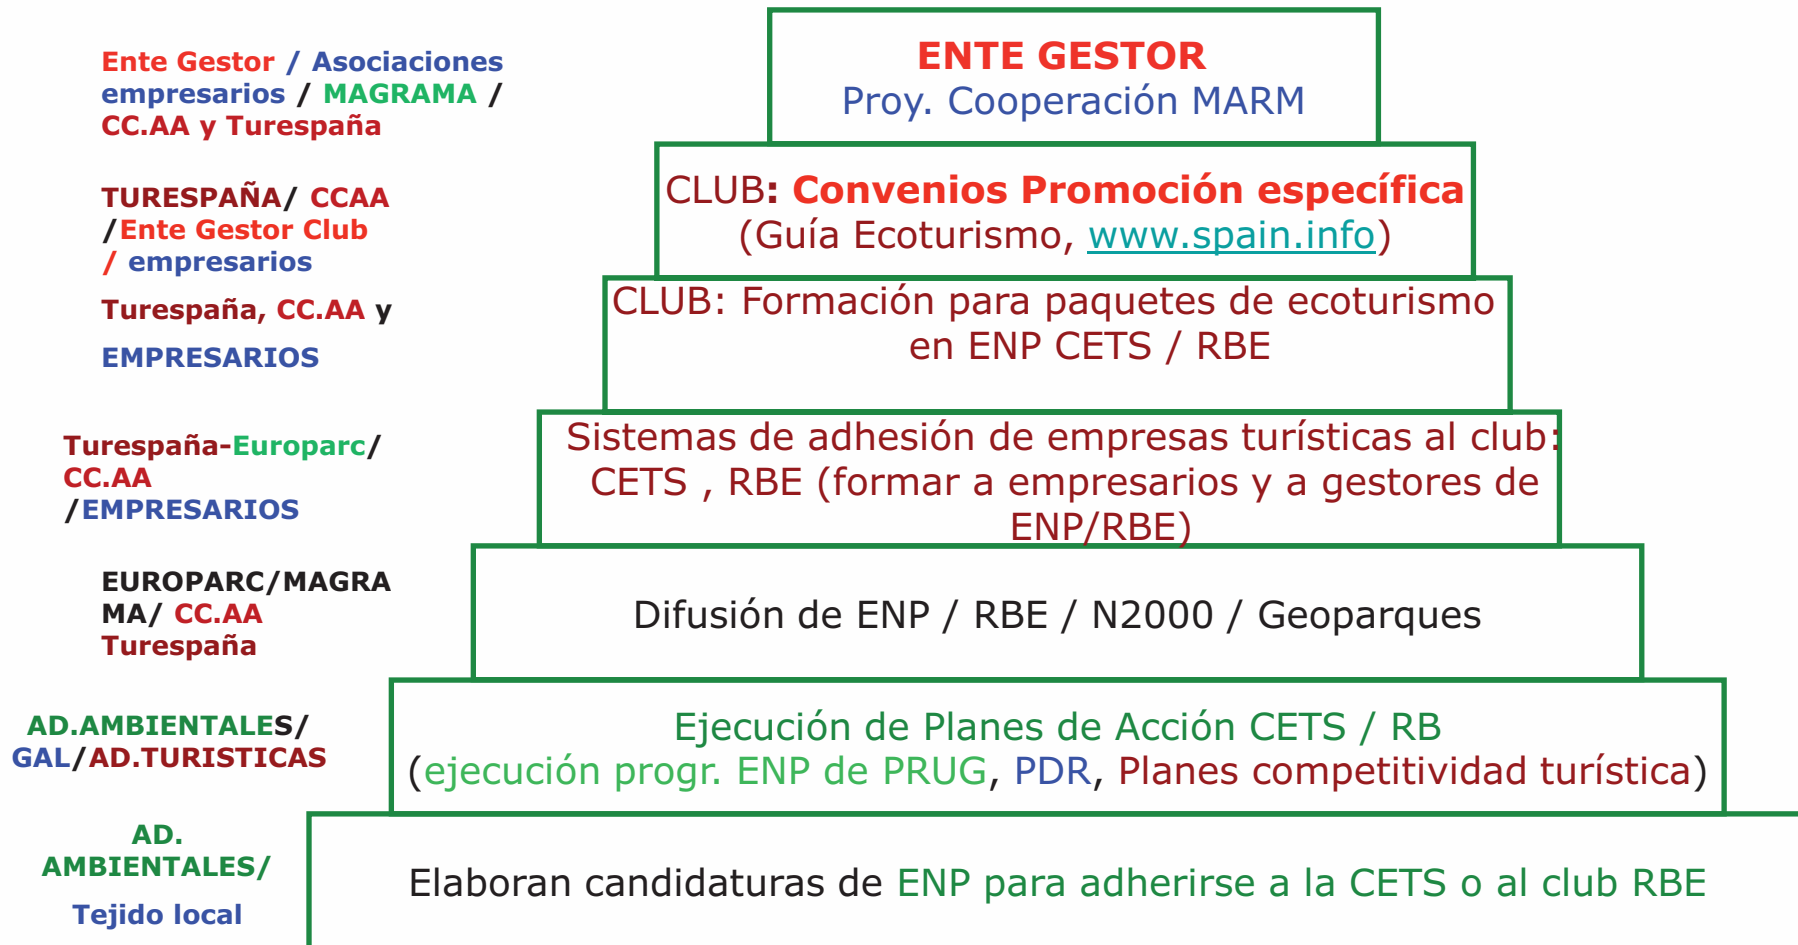 Ente Gestor / Asociaciones
empresarios / MAGRAMA /
CC.AA y Turespaña
ENTE GESTOR
Proy. Cooperación MARM
TURESPAÑA/ CCAA
/Ente Gestor Club
/ empresarios
CLUB: Convenios Promoción específica
(Guía Ecoturismo, www.spain.info)
Turespaña, CC.AA y
EMPRESARIOS
CLUB: Formación para paquetes de ecoturismo
en ENP CETS / RBE
Turespaña-Europarc/
CC.AA
/EMPRESARIOS
Sistemas de adhesión de empresas turísticas al club:
CETS , RBE (formar a empresarios y a gestores de
ENP/RBE)
EUROPARC/MAGRA
MA/ CC.AA
Turespaña
Difusión de ENP / RBE / N2000 / Geoparques
AD.AMBIENTALES/
GAL/AD.TURISTICAS
Ejecución de Planes de Acción CETS / RB
(ejecución progr. ENP de PRUG, PDR, Planes competitividad turística)
AD.
AMBIENTALES/
Tejido local
Elaboran candidaturas de ENP para adherirse a la CETS o al club RBE